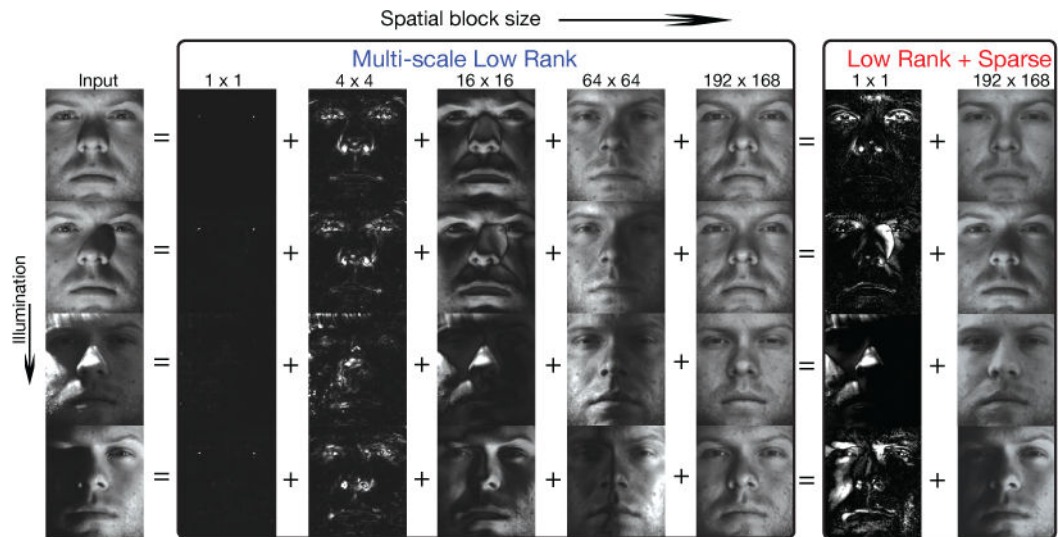 Spatial block size
Multi-scale Low Rank
Low Rank + Sparse
Input
1 x 1
4 x 4
16 x 16
64 x 64
192 x 168
1 x 1
192 x 168
= + + + + = +
= + + + + = +
Illumination
= + + + + = +
= + + + + = +